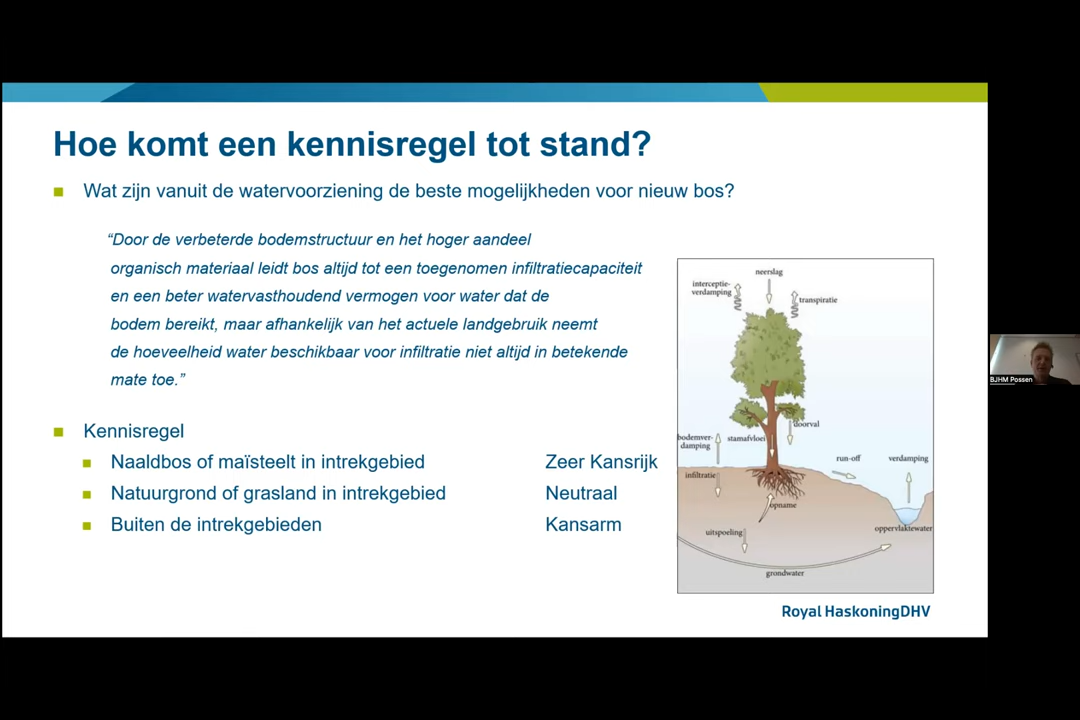 Hoe komt een kennisregel tot stand?
Wat zijn vanuit de watervoorziening de beste mogelijkheden voor nieuw bos?
“Door de verbeterde bodemstructuur en het hoger aandeel
organisch materiaal leidt bos altijd tot een toegenomen infiltratiecapaciteit
en een beter watervasthoudend vermogen voor water dat de
bodem bereikt, maar afhankelijk van het actuele landgebruik neemt
de hoeveelheid water beschikbaar voor infiltratie niet altijd in betekende
mate toe.”
Kennisregel
Naaldbos of maïsteelt in intrekgebied Zeer Kansrijk
Natuurgrond of grasland in intrekgebied Neutraal
Buiten de intrekgebieden Kansarm
neerslag
interceptie-
verdamping
transpiratie
doorval
bodemver-
damping
stamafvloei
run-off
verdamping
infiltratie
opname
oppervlaktewater
uitspoeling
grondwater
Royal HaskoningDHV
BJHM Possen